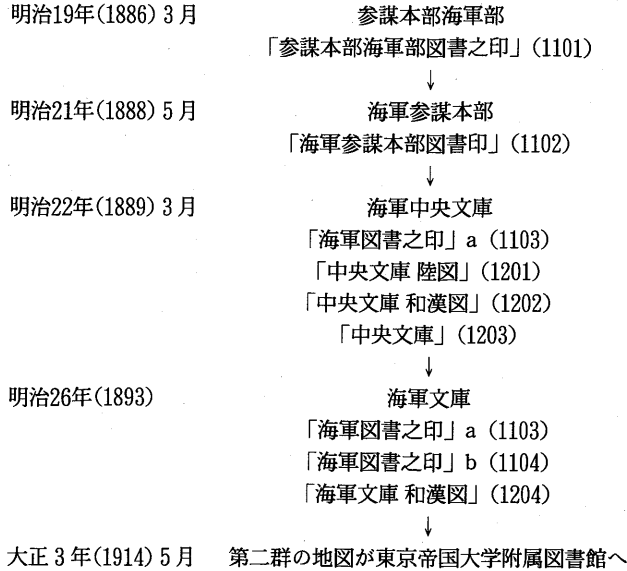 明治19年(1886) 3月 参謀本部海軍部
「参謀本部海軍部図書之印」(1101)
↓
明治21年(1888) 5月 海軍参謀本部
「海軍参謀本部図書印」(1102)
↓
明治22年(1889) 3月 海軍中央文庫
「海軍図書之印」a (1103)
「中央文庫 陸図」(1201)
「中央文庫 和漢図」(1202)
「中央文庫」(1203)
↓
明治26年(1893) 海軍文庫
「海軍図書之印」a (1103)
「海軍図書之印」b (1104)
「海軍文庫 和漢図」(1204)
↓
大正3年(1914) 5月 第二群の地図が東京帝国大学附属図書館へ